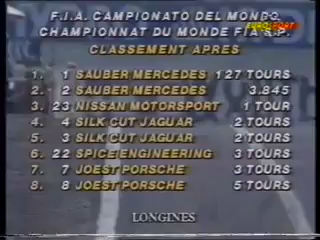 F.I.A. CAMPIONATO DEL MONDO
EUROSPORT
CHAMPIONNAT DU MONDE F.I.A S.P.
CLASSEMENT APRES
1. 1 SAUBER MERCEDES 127 TOURS
2. 2 SAUBER MERCEDES 3.845
3. 23 NISSAN MOTORSPORT 1 TOUR
4. 4 SILK CUT JAGUAR 2 TOURS
5. 3 SILK CUT JAGUAR 2 TOURS
6. 22 SPICE ENGINEERING 3 TOURS
7. 7 JOEST PORSCHE 3 TOURS
8. 8 JOEST PORSCHE 5 TOURS
LONGINES